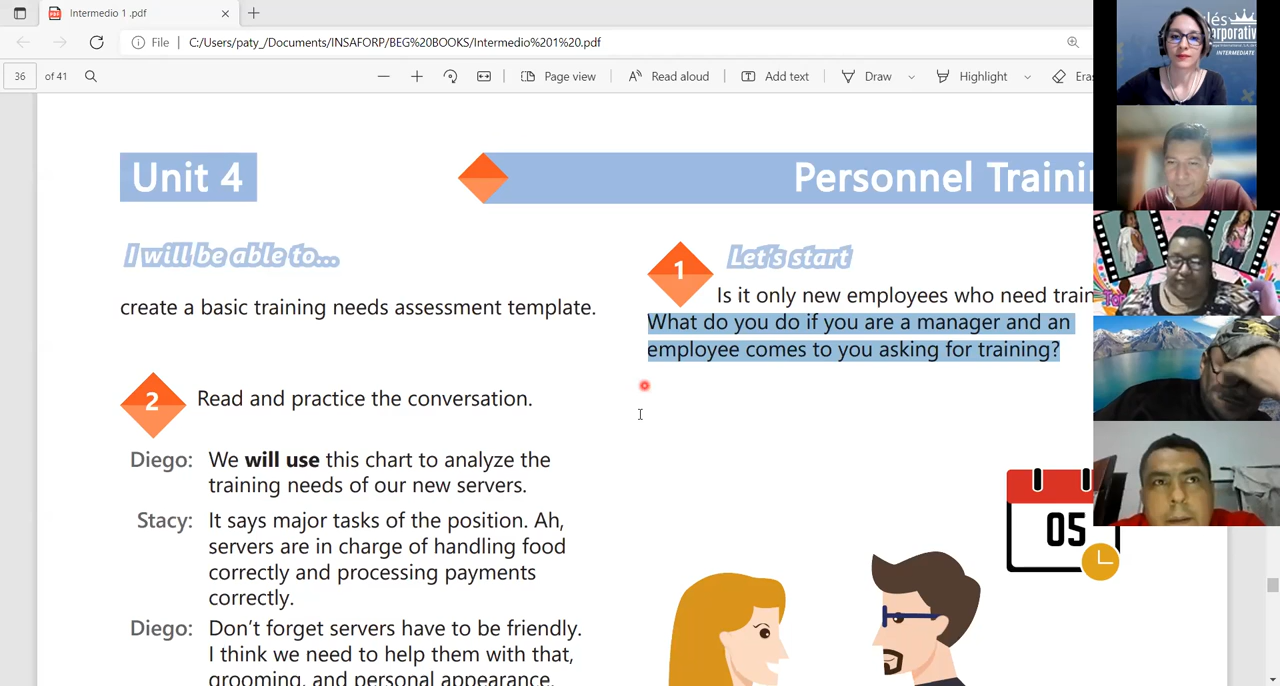 Intermedio 1 .pdf
File
C:/Users/paty_/Documents/INSAFORP/BEG%20BOOKS/Intermedio%201%20.pdf
36
of 41
Page view
Read aloud
Add text
Draw
Highlight
Unit 4
I will be able to...
create a basic training needs assessment template.
2
Read and practice the conversation.
Diego: We will use this chart to analyze the
training needs of our new servers.
Stacy: It says major tasks of the position. Ah,
servers are in charge of handling food
correctly and processing payments
correctly.
Diego: Don't forget servers have to be friendly.
I think we need to help them with that,
grooming, and personal appearance.
Personnel Traini
1
Let's start
Is it only new employees who need train
What do you do if you are a manager and an
employee comes to you asking for training?
05
INTERMEDIATE